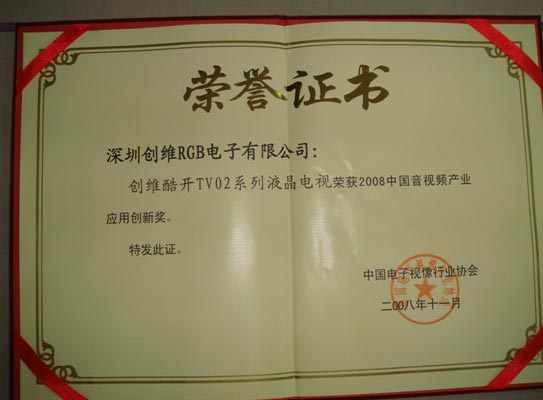 荣誉证书
深圳创维RGB电子有限公司：
创维酷开TV02系列液晶电视荣获2008中国音视频产业
应用创新奖。
特发此证。
中国电子视像行业协会
二00八年十一月